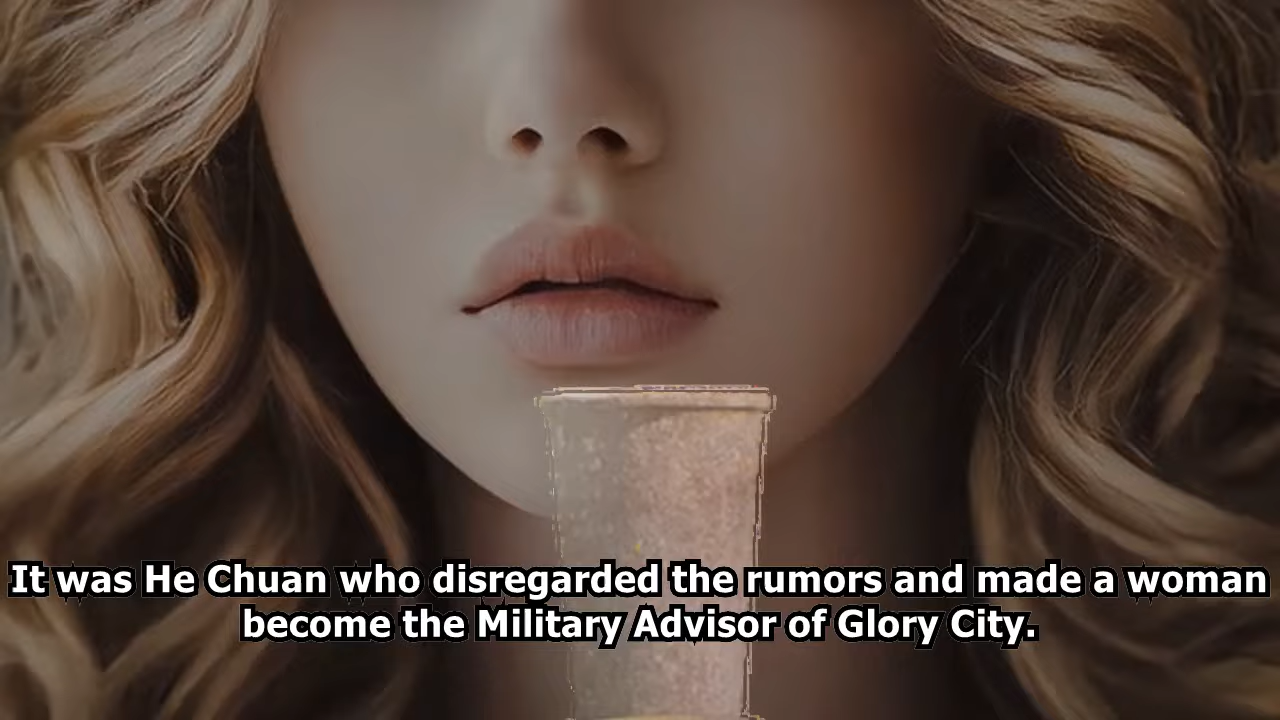 It was He Chuan who disregarded the rumors and made a woman
become the Military Advisor of Glory City.